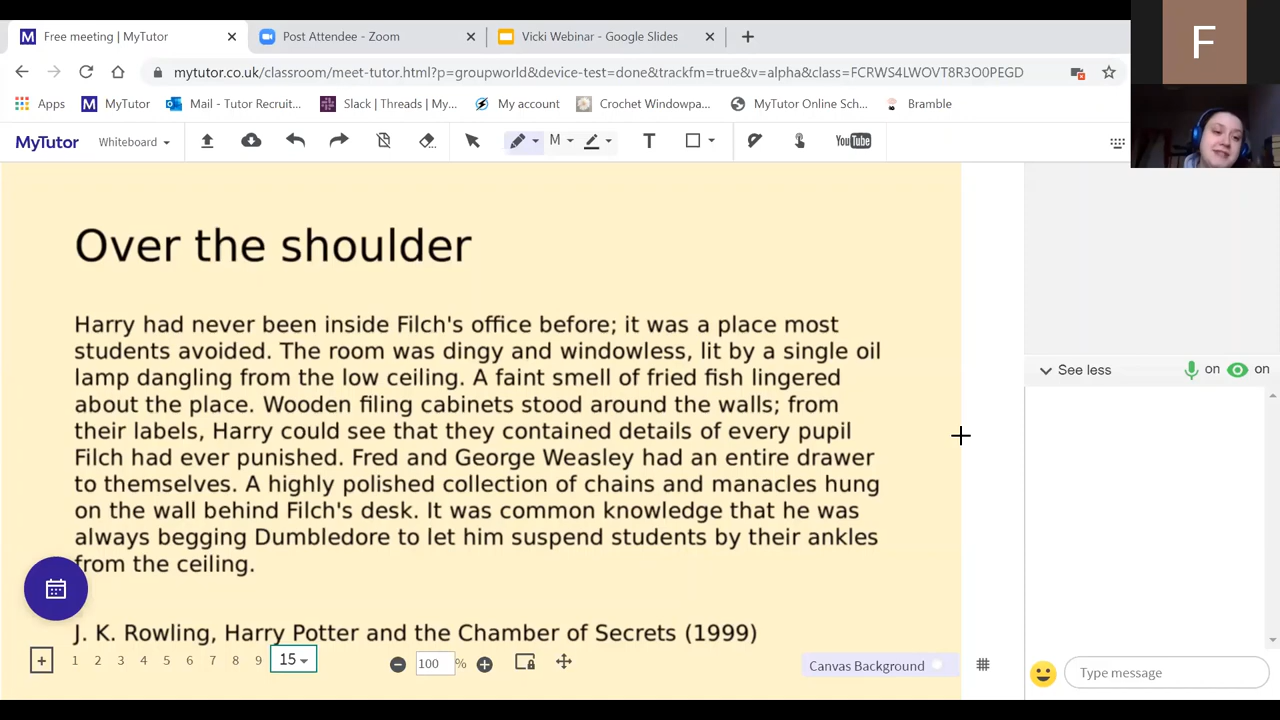 Free meeting | MyTutor
Post Attendee - Zoom
Vicki Webinar - Google Slides
F
mytutor.co.uk/classroom/meet-tutor.html?p=groupworld&device-test=done&trackfm=true&v=alpha&class=FCRWS4LWOVT8R3O0PEGD
Apps MyTutor Mail - Tutor Recruit... Slack | Threads | My... My account Crochet Windowpa... MyTutor Online Sch... Bramble
MyTutor Whiteboard M T YouTube
Over the shoulder
Harry had never been inside Filch's office before; it was a place most
students avoided. The room was dingy and windowless, lit by a single oil
lamp dangling from the low ceiling. A faint smell of fried fish lingered
about the place. Wooden filing cabinets stood around the walls; from
their labels, Harry could see that they contained details of every pupil
Filch had ever punished. Fred and George Weasley had an entire drawer
to themselves. A highly polished collection of chains and manacles hung
on the wall behind Filch's desk. It was common knowledge that he was
always begging Dumbledore to let him suspend students by their ankles
from the ceiling.
J. K. Rowling, Harry Potter and the Chamber of Secrets (1999)
See less on on
1 2 3 4 5 6 7 8 9 15 100 %
Canvas Background
Type message